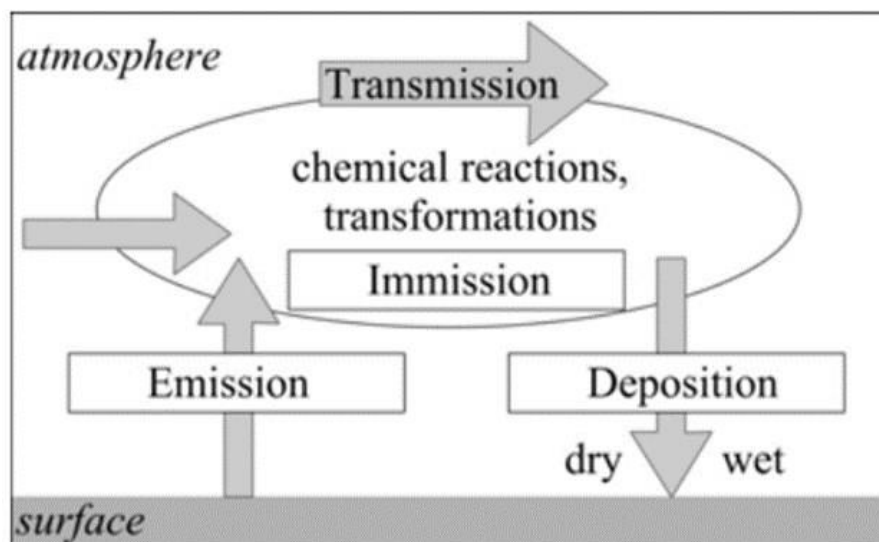 atmosphere
Transmission
chemical reactions,
transformations
Immission
Emission
Deposition
dry wet
surface